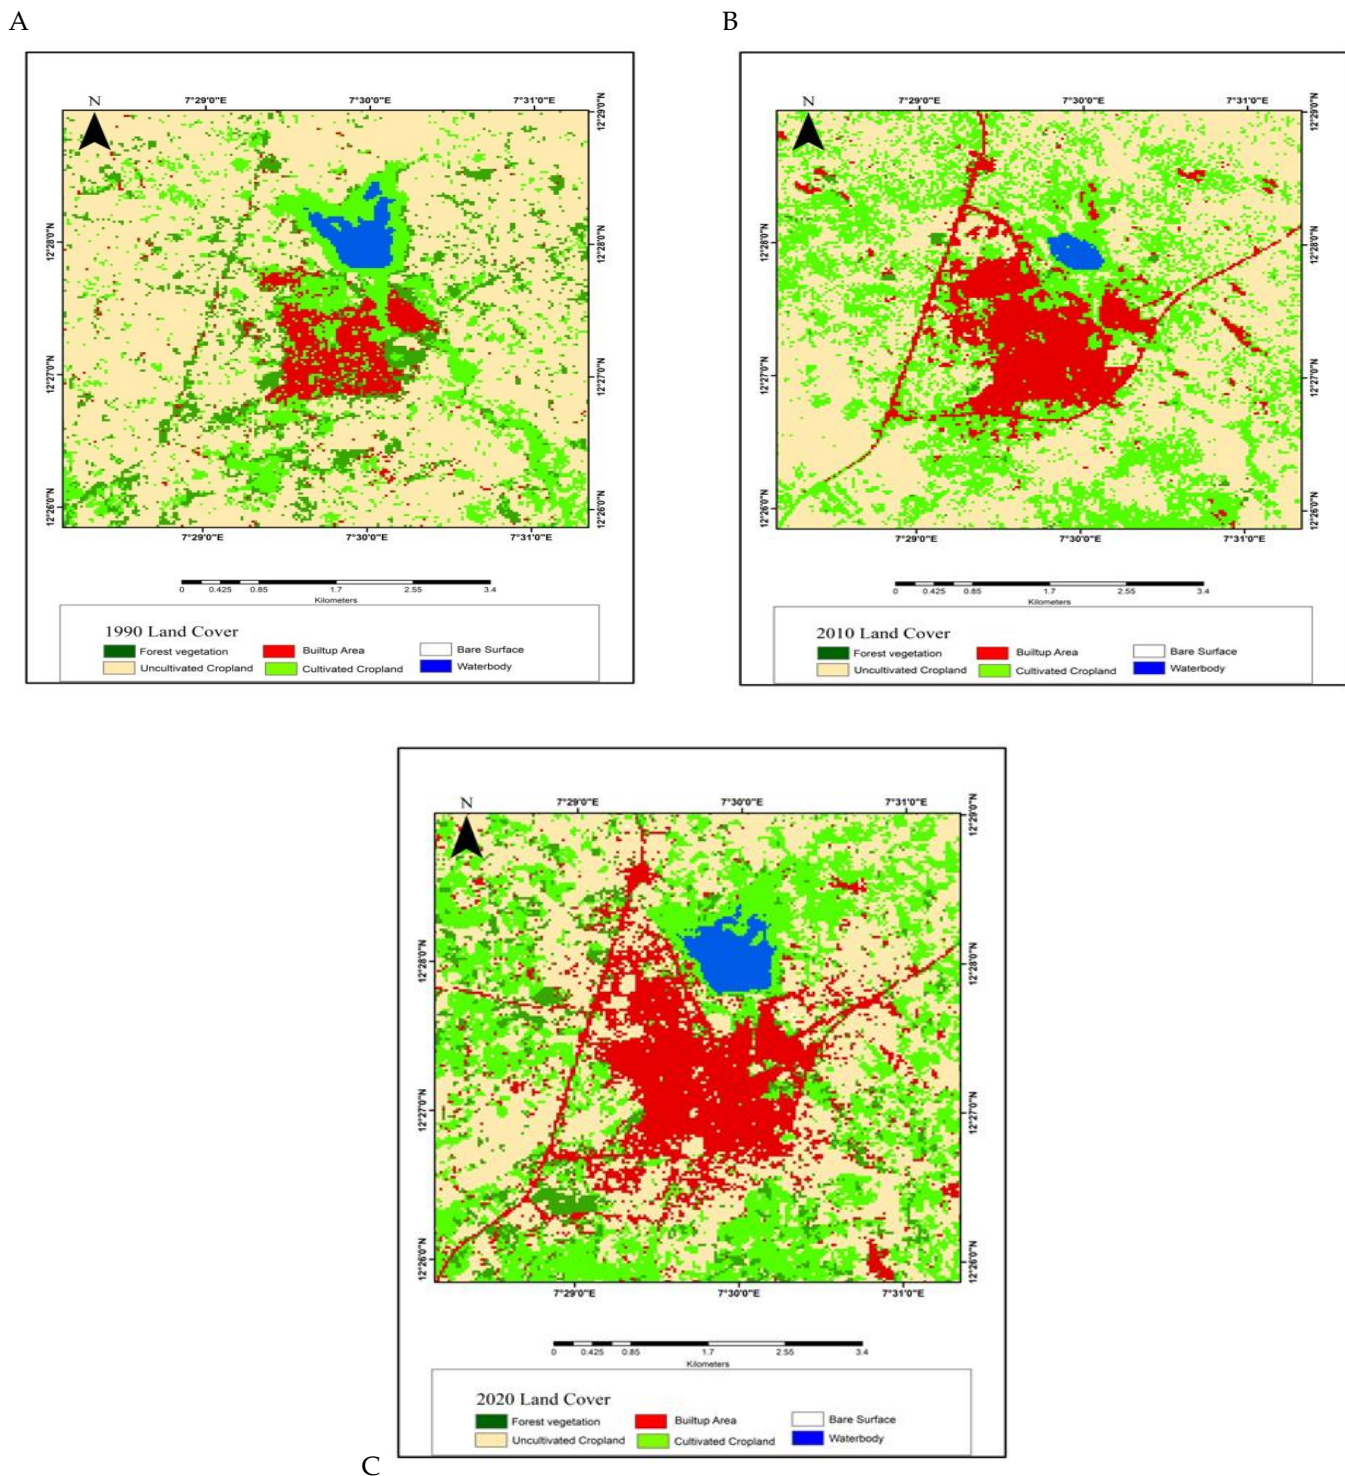 A
B
N
7°29'0"E 7°30'0"E 7°31'0"E
12°29'0"N
12°28'0"N 12°28'0"N
12°27'0"N 12°27'0"N
12°26'0"N 12°26'0"N
7°29'0"E 7°30'0"E 7°31'0"E
0 0.425 0.85 1.7 2.55 3.4
Kilometers
1990 Land Cover
Forest vegetation Builtup Area Bare Surface
Uncultivated Cropland Cultivated Cropland Waterbody
N
7°29'0"E 7°30'0"E 7°31'0"E
12°29'0"N
12°28'0"N 12°28'0"N
12°27'0"N 12°27'0"N
12°26'0"N 12°26'0"N
7°29'0"E 7°30'0"E 7°31'0"E
0 0.425 0.85 1.7 2.55 3.4
Kilometers
2010 Land Cover
Forest vegetation Builtup Area Bare Surface
Uncultivated Cropland Cultivated Cropland Waterbody
N
7°29'0"E 7°30'0"E 7°31'0"E
12°29'0"N
12°28'0"N 12°28'0"N
12°27'0"N 12°27'0"N
12°26'0"N 12°26'0"N
7°29'0"E 7°30'0"E 7°31'0"E
0 0.425 0.85 1.7 2.55 3.4
Kilometers
2020 Land Cover
Forest vegetation Builtup Area Bare Surface
Uncultivated Cropland Cultivated Cropland Waterbody
C